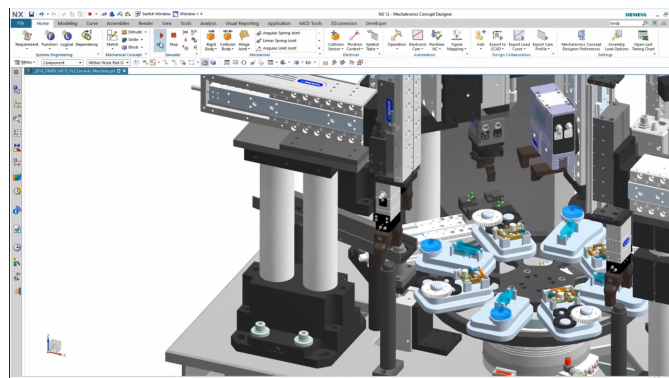 NX
Switch Window
Window
NX 12 - Mechatronics Concept Designer
SIEMENS
File
Home
Modeling
Curve
Assemblies
Render
View
Tools
Analysis
Visual Reporting
Application
MCD Tools
3Dconnexion
Developer
body
Requirement
Function
Logical
Dependency
Sketch
Extrude
Unite
Block
Play
Stop
Rigid Body
Collision Body
Hinge Joint
Angular Spring Joint
Linear Spring Joint
Angular Limit Joint
Collision Sensor
Position Control
Symbol Table
Operation
Electronic Cam
Signal Mapping
Add
Export to ECAD
Export Load Curve
Export Cam Profile
Mechatronics Concept Designer Preferences
Assembly Load Options
Open Last Timing Chart
Systems Engineering
Mechanical Concept
Simulate
Mechanical
Electrical
Automation
Design Collaboration
Settings
Menu
Component
Within Work Part O